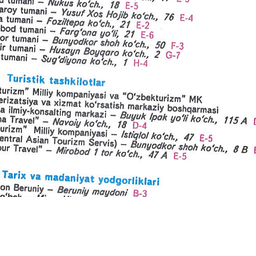 tumani – Nukus ko‘ch., 18 E-5
aroy tumani – Yusuf Xos Hojib ko‘ch., 76 E-4
a tumani – Foziltepa ko‘ch., 21 E-2
bod tumani – Farg‘ona yo‘li, 21 E-6
or tumani – Bunyodkor shoh ko‘ch., 50 F-3
ir tumani – Husayn Boyqaro ko‘ch., 2 G-7
tumani – Sug‘diyona ko‘ch., 1 H-4
Turistik tashkilotlar
turizm” Milliy kompaniyasi va “O‘zbekturizm” MK
erizatsiya va xizmat ko‘rsatish markaziy boshqarmasi
a ilmiy-konsalting markazi – Buyuk Ipak yo‘li ko‘ch., 115 A
na Travel” – Navoiy ko‘ch., 18 D-4
urizm” Milliy kompaniyasi – Istiqlol ko‘ch., 47 E-5
entral Asian Tourizm Servis) – Bunyodkor shoh ko‘ch., 8 B
our Travel” – Mirobod 1 tor ko‘ch., 47 A E-5
Tarix va madaniyat yodgorliklari
on Beruniy – Beruniy maydoni B-3